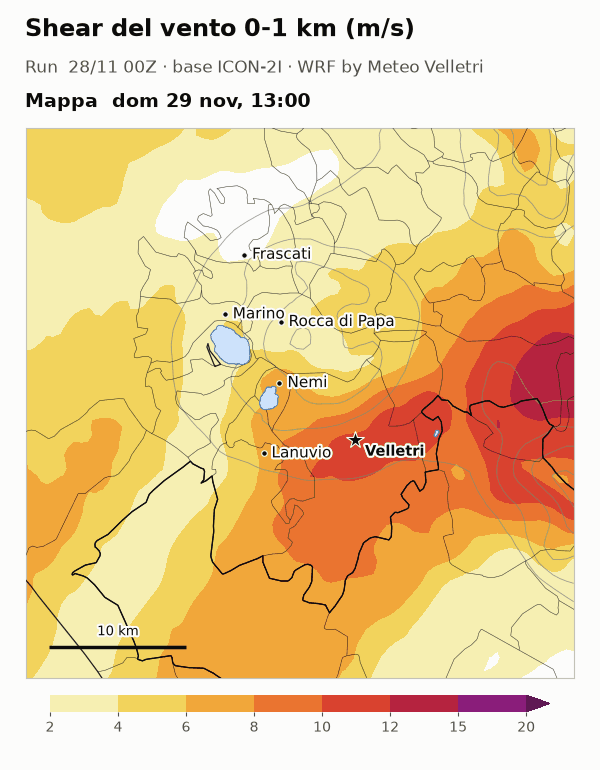 Shear del vento 0-1 km (m/s)
Run  28/11 00Z · base ICON-2I · WRF by Meteo Velletri
Mappa  dom 29 nov, 13:00
Frascati
Marino
Rocca di Papa
Nemi
Velletri
Lanuvio
10 km
2 4 6 8 10 12 15 20